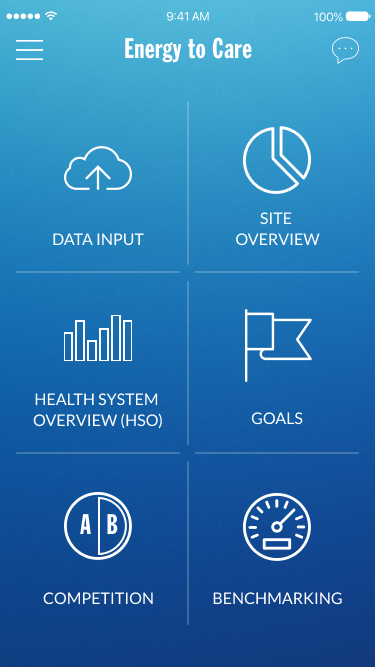 9:41 AM
100%
Energy to Care
DATA INPUT
SITE
OVERVIEW
HEALTH SYSTEM
OVERVIEW (HSO)
GOALS
A B
COMPETITION
BENCHMARKING